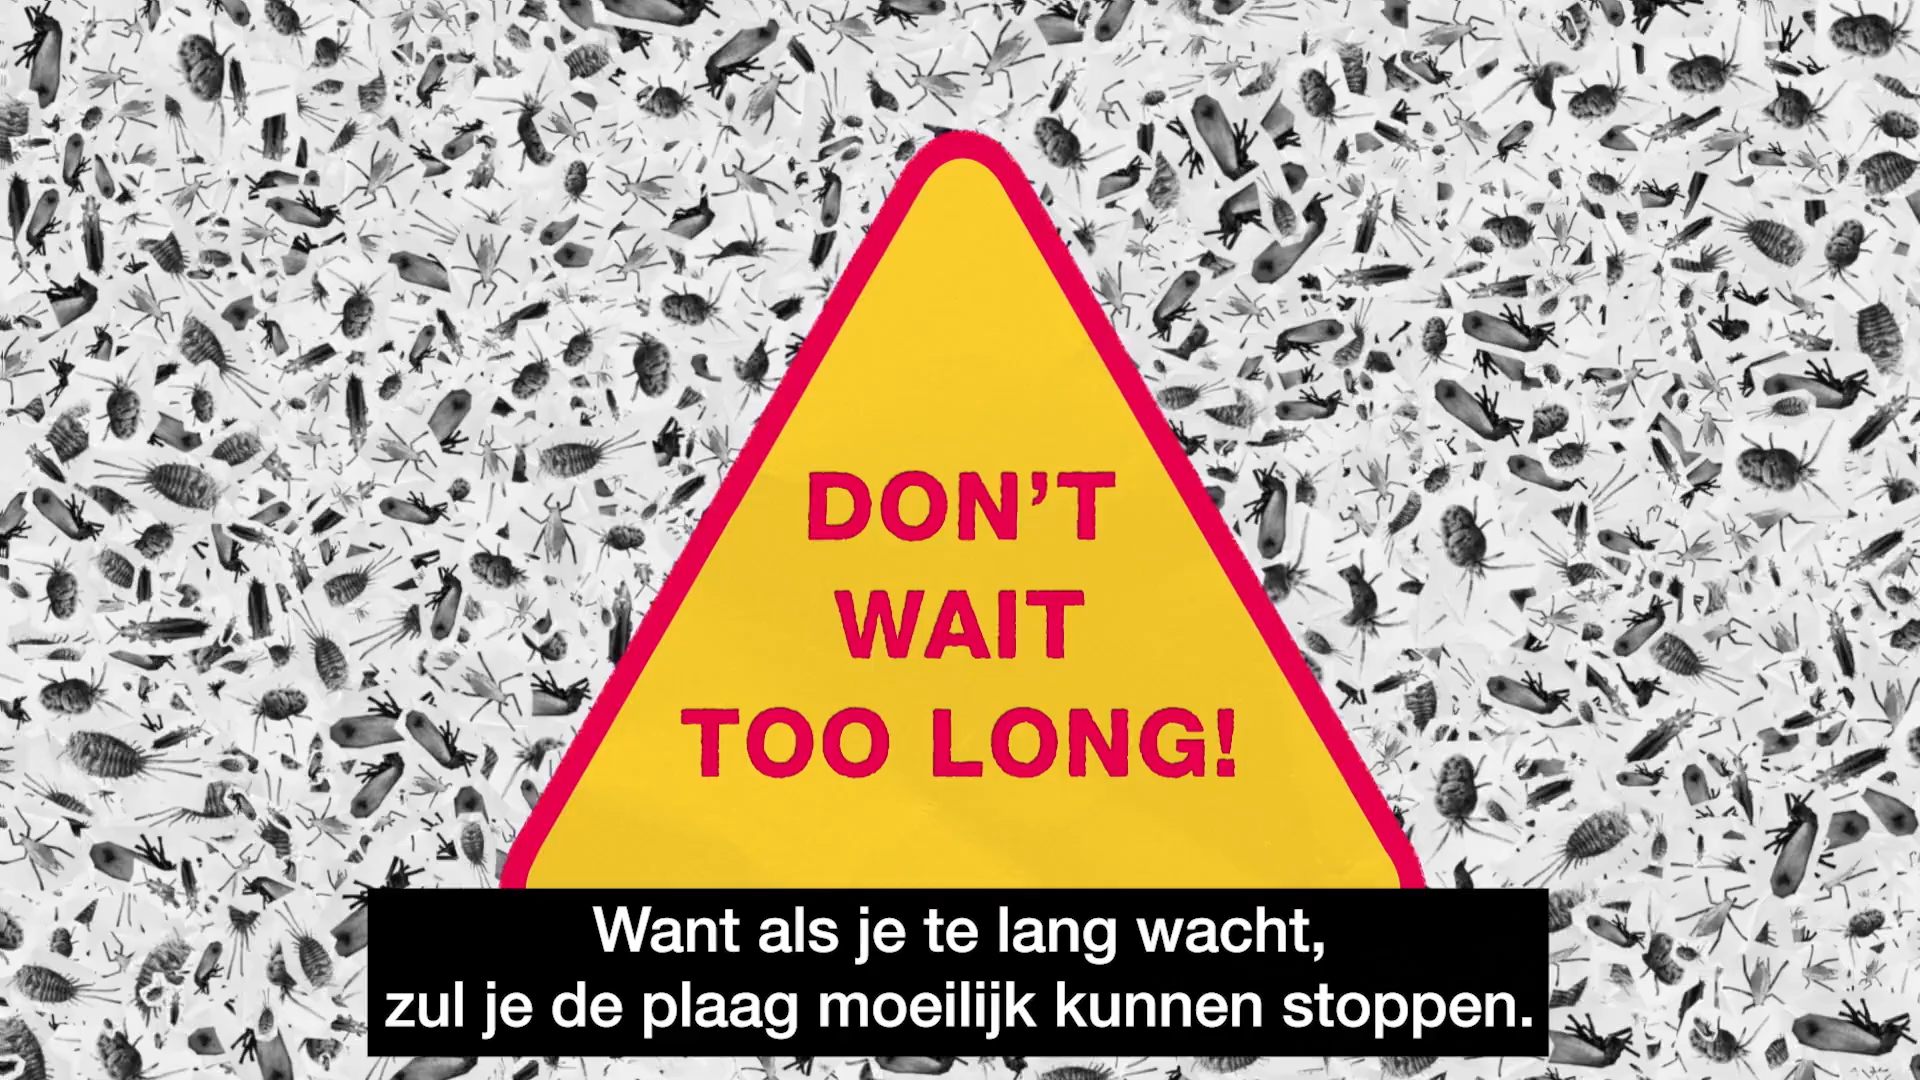 DON'T
WAIT
TOO LONG!
Want als je te lang wacht,
zul je de plaag moeilijk kunnen stoppen.